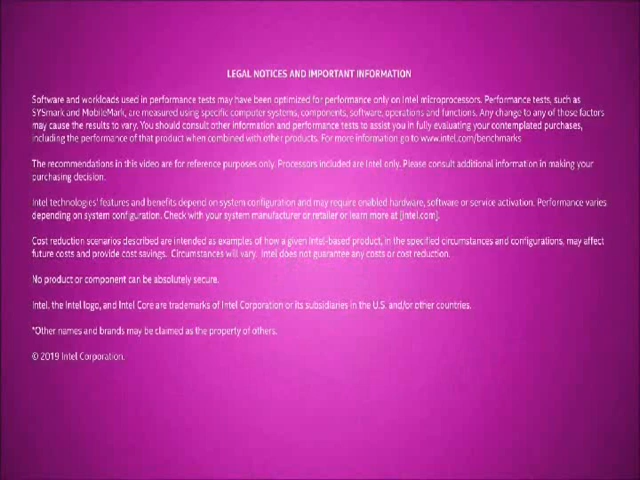 LEGAL NOTICES AND IMPORTANT INFORMATION
Software and workloads used in performance tests may have been optimized for performance only on Intel microprocessors. Performance tests, such as
SYSmark and MobileMark, are measured using specific computer systems, components, software, operations and functions. Any change to any of those factors
may cause the results to vary. You should consult other information and performance tests to assist you in fully evaluating your contemplated purchases,
including the performance of that product when combined with other products. For more information go to www.intel.com/benchmarks
The recommendations in this video are for reference purposes only. Processors included are Intel only. Please consult additional information in making your
purchasing decision.
Intel technologies' features and benefits depend on system configuration and may require enabled hardware, software or service activation. Performance varies
depending on system configuration. Check with your system manufacturer or retailer or learn more at [intel.com].
Cost reduction scenarios described are intended as examples of how a given Intel-based product, in the specified circumstances and configurations, may affect
future costs and provide cost savings. Circumstances will vary. Intel does not guarantee any costs or cost reduction.
No product or component can be absolutely secure.
Intel, the Intel logo, and Intel Core are trademarks of Intel Corporation or its subsidiaries in the U.S. and/or other countries.
*Other names and brands may be claimed as the property of others.
© 2019 Intel Corporation.